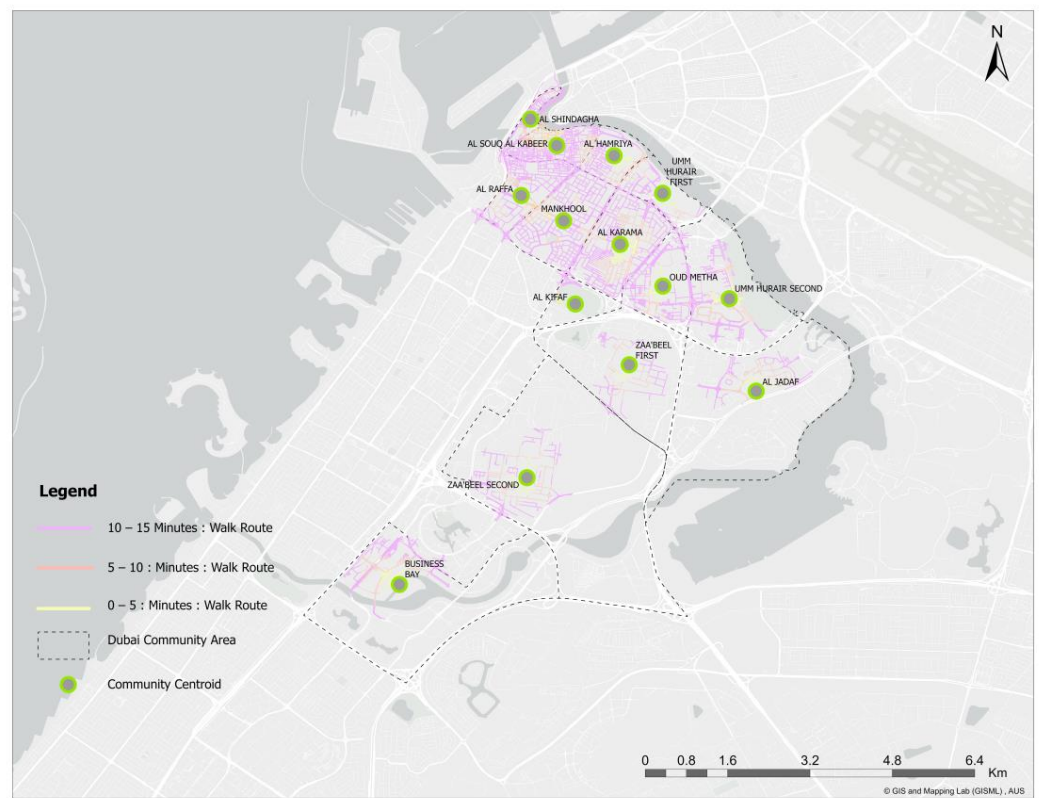 N
AL SHINDAGHA
AL SOUQ AL KABEER
AL HAMRIYA
UMM
HURAIR
FIRST
AL RAFFA
MANKHOOL
AL KARAMA
OUD METHA
UMM HURAIR SECOND
AL KIFAF
ZAA'BEEL
FIRST
AL JADAF
ZAA'BEEL SECOND
BUSINESS
BAY
Legend
10 – 15 Minutes : Walk Route
5 – 10 : Minutes : Walk Route
0 – 5 : Minutes : Walk Route
Dubai Community Area
Community Centroid
0 0.8 1.6 3.2 4.8 6.4
Km
© GIS and Mapping Lab (GISML) , AUS